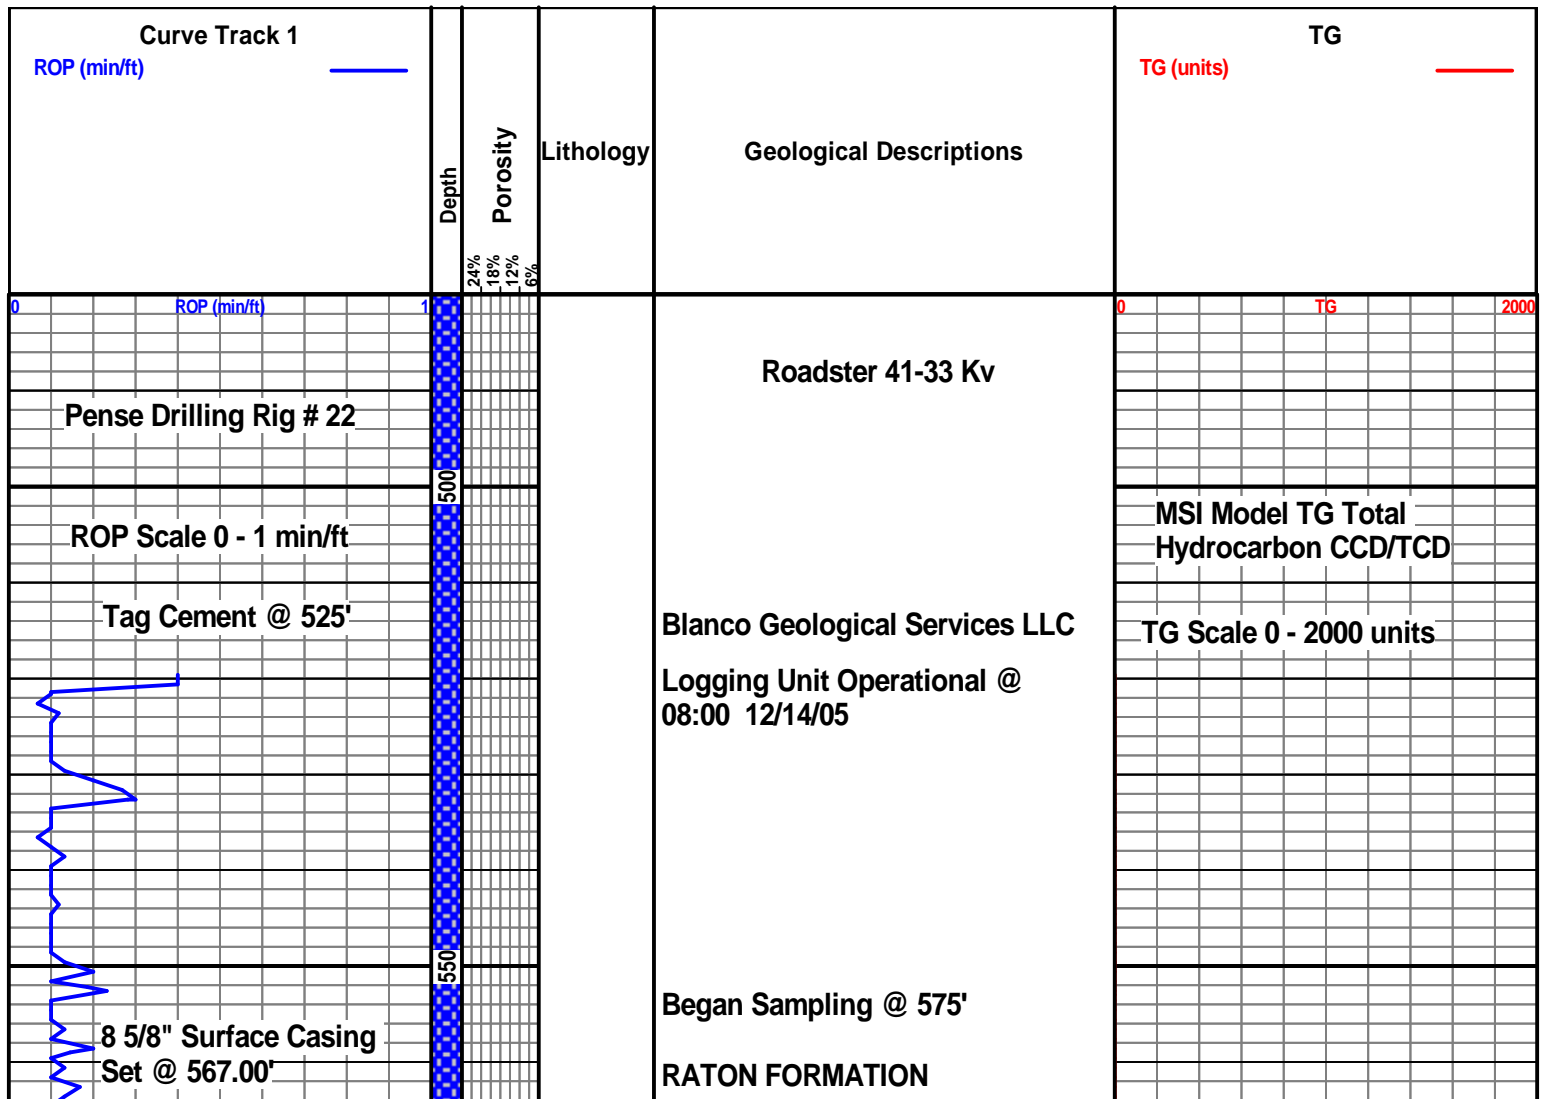 Curve Track 1
ROP (min/ft)
Depth
Porosity
24%
18%
12%
6%
Lithology
Geological Descriptions
TG
TG (units)
0 ROP (min/ft) 1
0 TG 2000
Roadster 41-33 Kv
Pense Drilling Rig # 22
500
ROP Scale 0 - 1 min/ft
MSI Model TG Total
Hydrocarbon CCD/TCD
Tag Cement @ 525'
Blanco Geological Services LLC
TG Scale 0 - 2000 units
Logging Unit Operational @
08:00 12/14/05
550
Began Sampling @ 575'
8 5/8" Surface Casing
Set @ 567.00'
RATON FORMATION